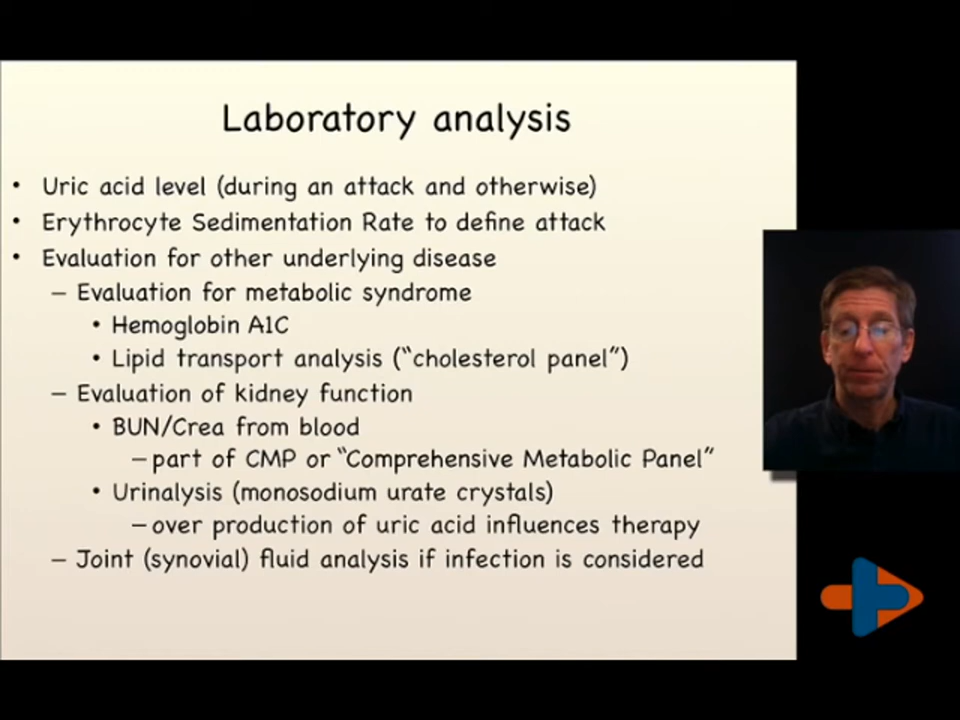 Laboratory analysis
• Uric acid level (during an attack and otherwise)
• Erythrocyte Sedimentation Rate to define attack
• Evaluation for other underlying disease
– Evaluation for metabolic syndrome
• Hemoglobin A1C
• Lipid transport analysis (“cholesterol panel”)
– Evaluation of kidney function
• BUN/Crea from blood
– part of CMP or “Comprehensive Metabolic Panel”
• Urinalysis (monosodium urate crystals)
– over production of uric acid influences therapy
– Joint (synovial) fluid analysis if infection is considered